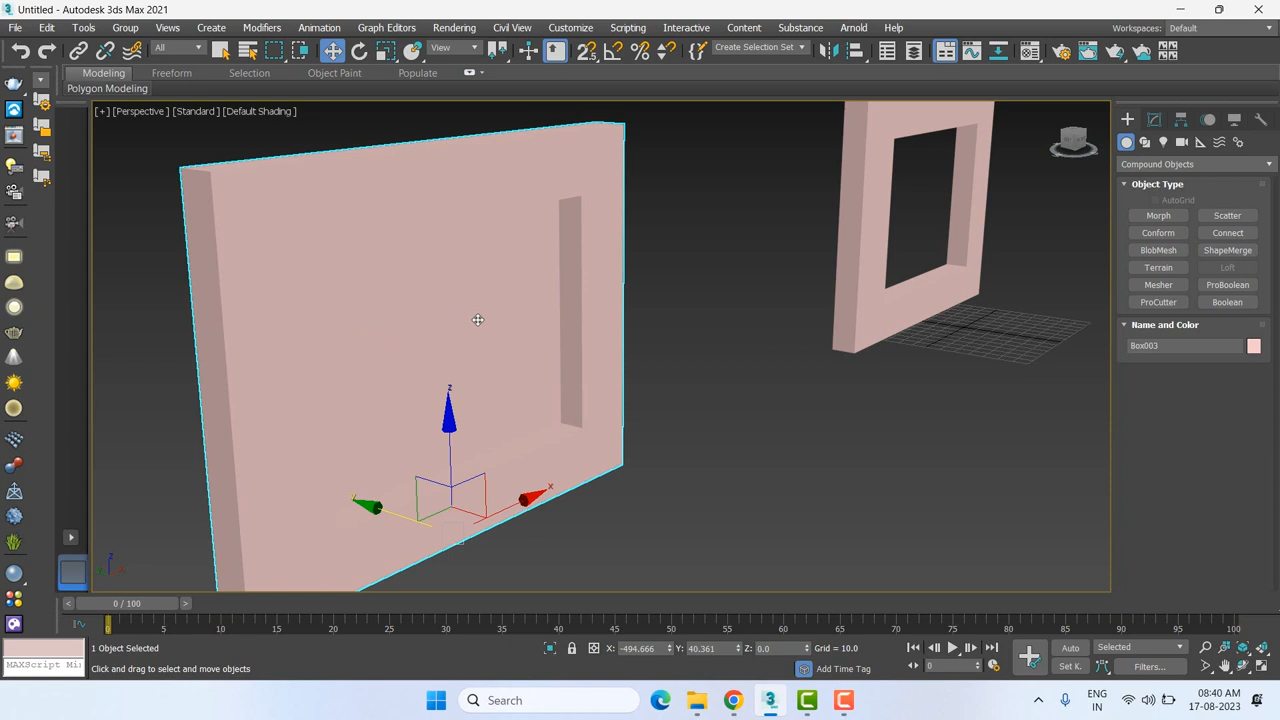 Untitled - Autodesk 3ds Max 2021
File Edit Tools Group Views Create Modifiers Animation Graph Editors Rendering Civil View Customize Scripting Interactive Content Substance Arnold Help Workspaces: Default
All View Create Selection Set
Modeling Freeform Selection Object Paint Populate
Polygon Modeling
[+] [Perspective ] [Standard ] [Default Shading ]
Compound Objects
Object Type
AutoGrid
Morph Scatter
Conform Connect
BlobMesh ShapeMerge
Terrain Loft
Mesher ProBoolean
ProCutter Boolean
Name and Color
Box003
z
y
x
z
0 / 100
0 5 10 15 20 25 30 35 40 45 50 55 60 65 70 75 80 85 90 95 100
1 Object Selected X: -494.666 Y: 40.361 Z: 0.0 Grid = 10.0 Auto Selected
MAXScript Mi: Click and drag to select and move objects Add Time Tag 0 Set K. Filters...
Search
ENG
IN
08:40 AM
17-08-2023